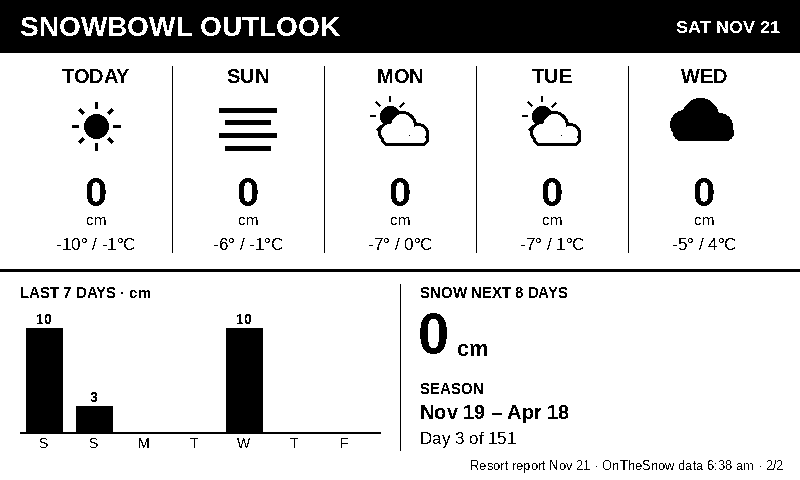 SNOWBOWL OUTLOOK
SAT NOV 21
TODAY
0
cm
-10° / -1°C
SUN
0
cm
-6° / -1°C
MON
0
cm
-7° / 0°C
TUE
0
cm
-7° / 1°C
WED
0
cm
-5° / 4°C
LAST 7 DAYS · cm
10
3
10
S S M T W T F
SNOW NEXT 8 DAYS
0 cm
SEASON
Nov 19 – Apr 18
Day 3 of 151
Resort report Nov 21 · OnTheSnow data 6:38 am · 2/2